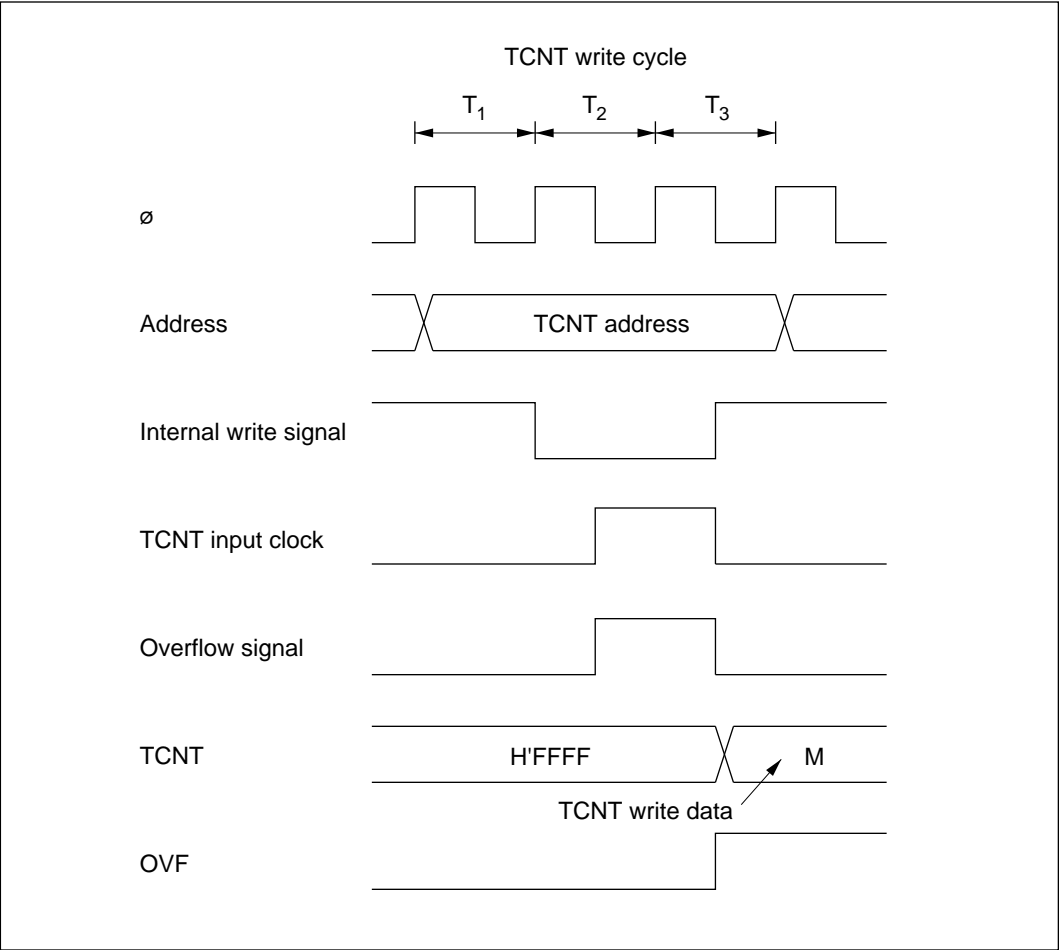 TCNT write cycle
T1 T2 T3
ø
Address
TCNT address
Internal write signal
TCNT input clock
Overflow signal
TCNT
H'FFFF
M
TCNT write data
OVF